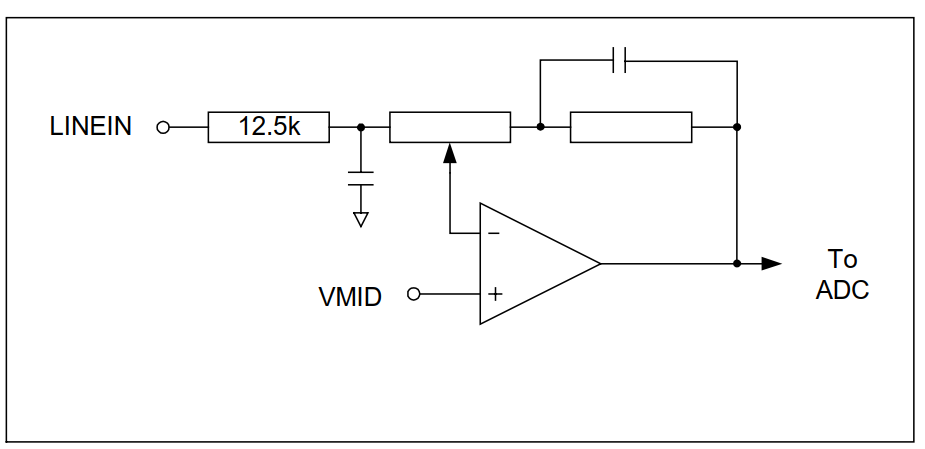 LINEIN
12.5k
−
VMID
+
To
ADC